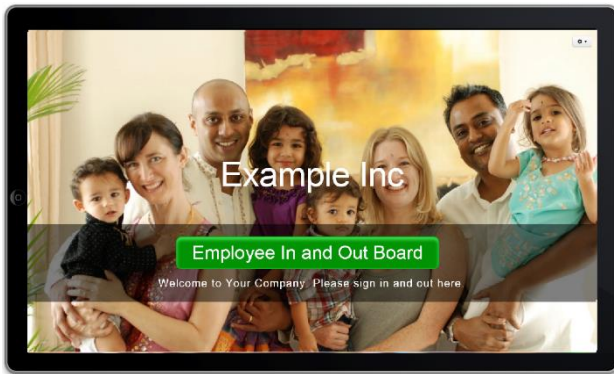 Example Inc
Employee In and Out Board
Welcome to Your Company. Please sign in and out here.